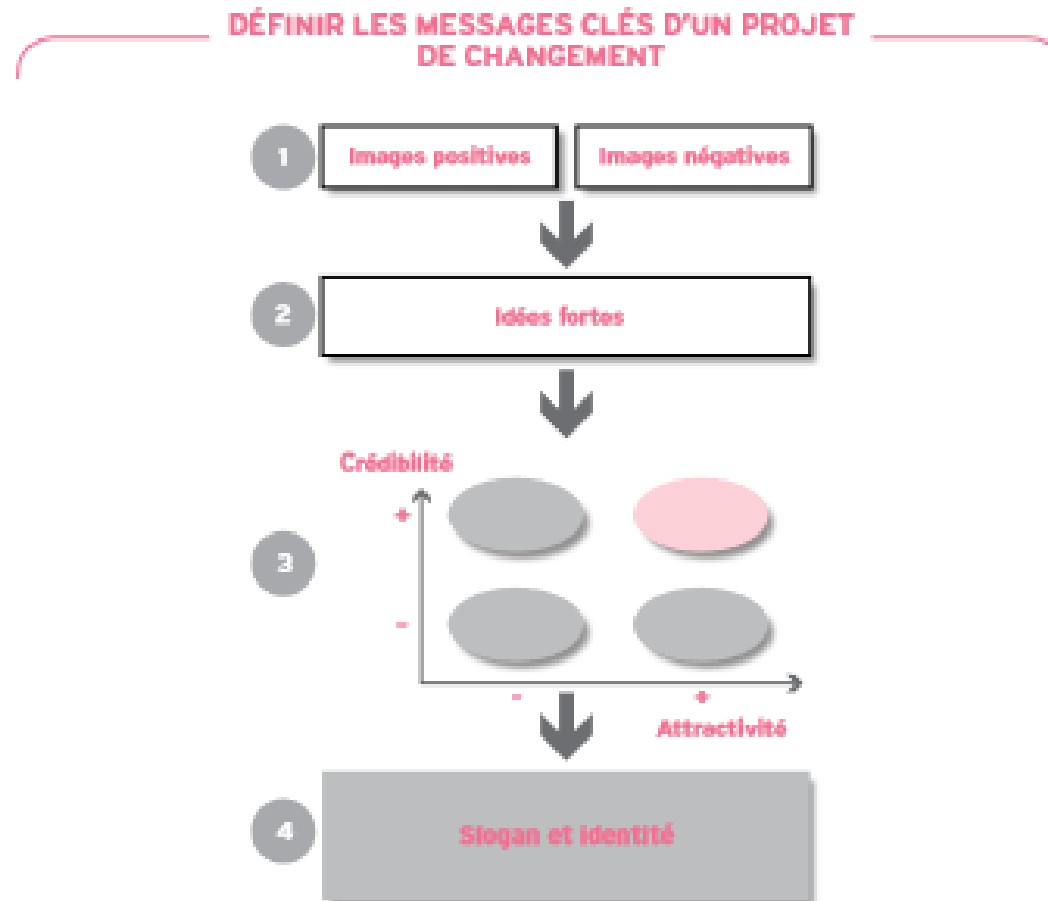 DÉFINIR LES MESSAGES CLÉS D'UN PROJET
DE CHANGEMENT
1
Images positives
Images négatives
2
Idées fortes
Crédibilité
+
3
-
-
+
Attractivité
4
Slogan et identité